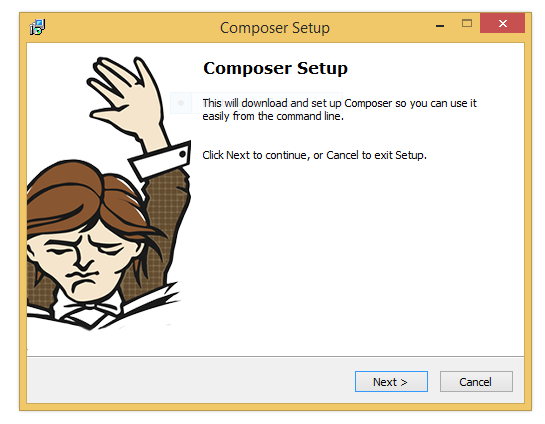 Composer Setup
Composer Setup
This will download and set up Composer so you can use it
easily from the command line.
Click Next to continue, or Cancel to exit Setup.
Next >
Cancel